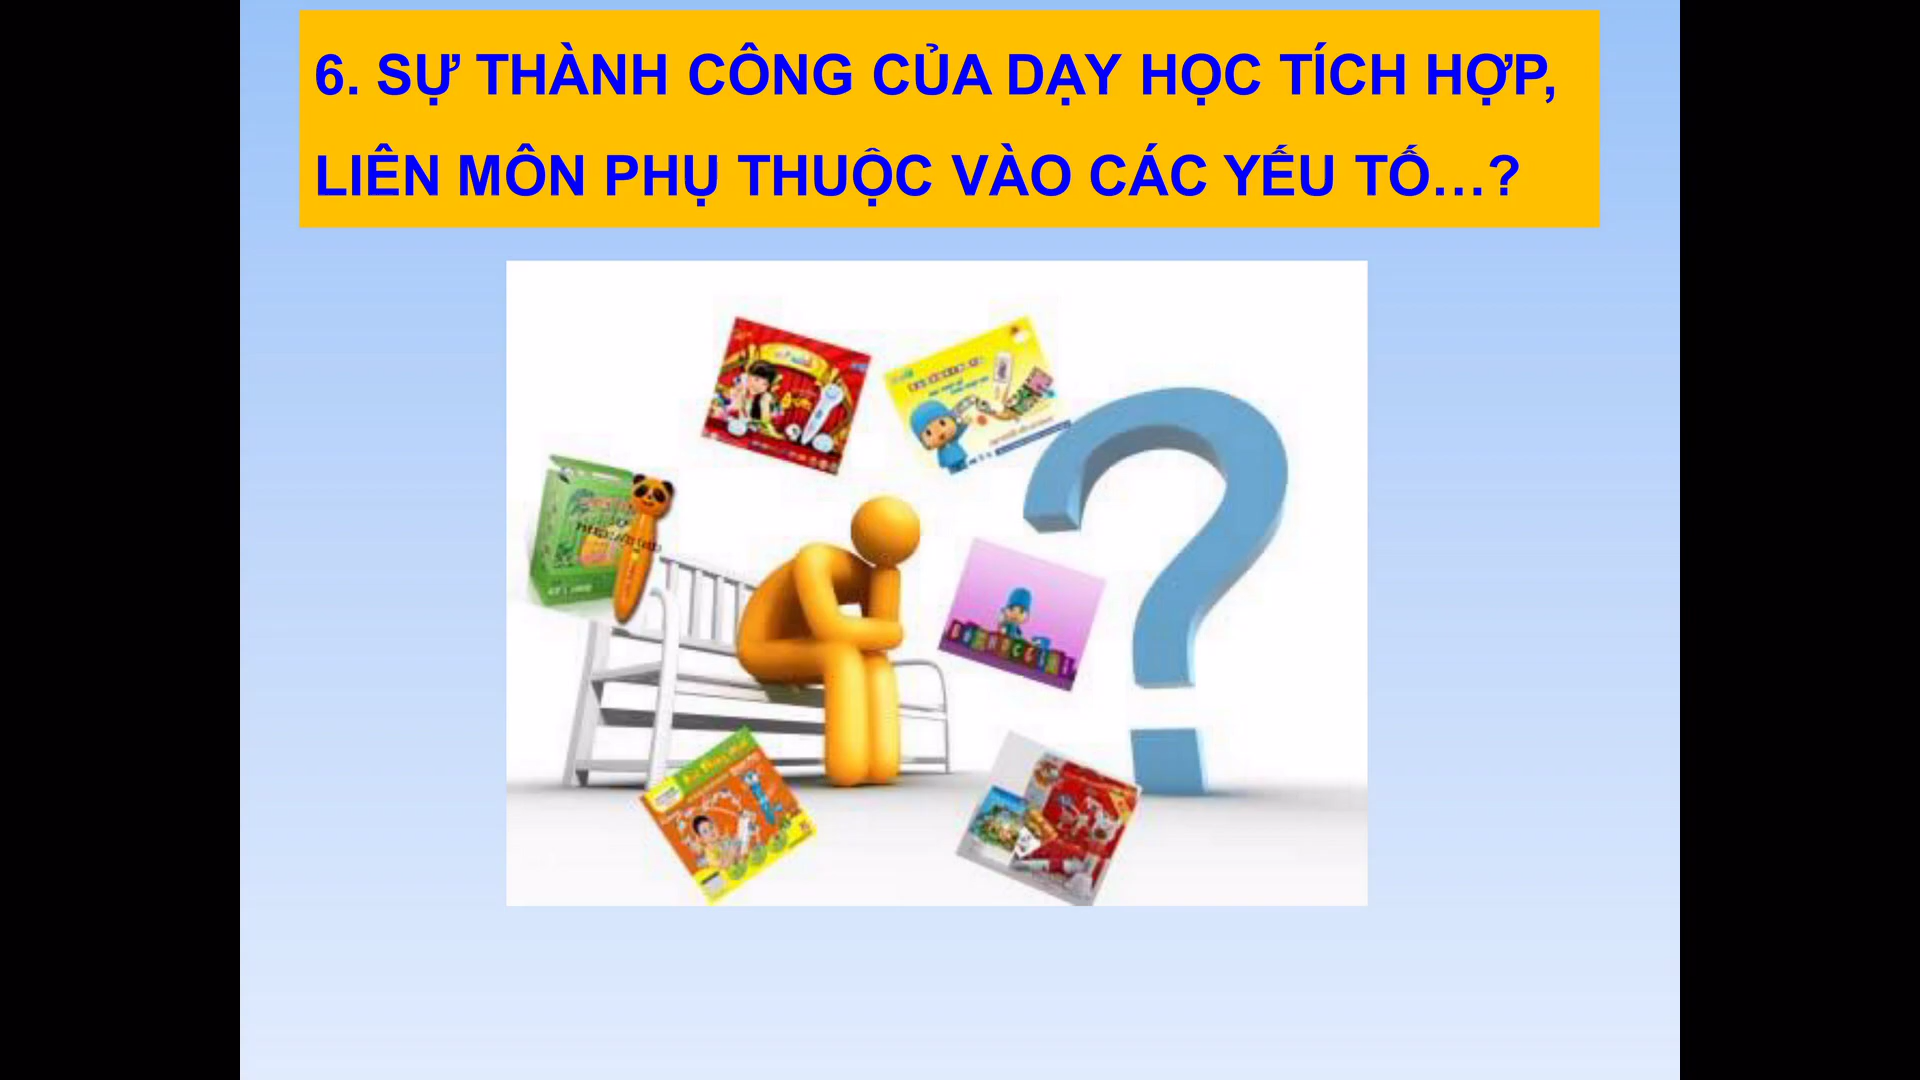 6. SỰ THÀNH CÔNG CỦA DẠY HỌC TÍCH HỢP,
LIÊN MÔN PHỤ THUỘC VÀO CÁC YẾU TỐ…?